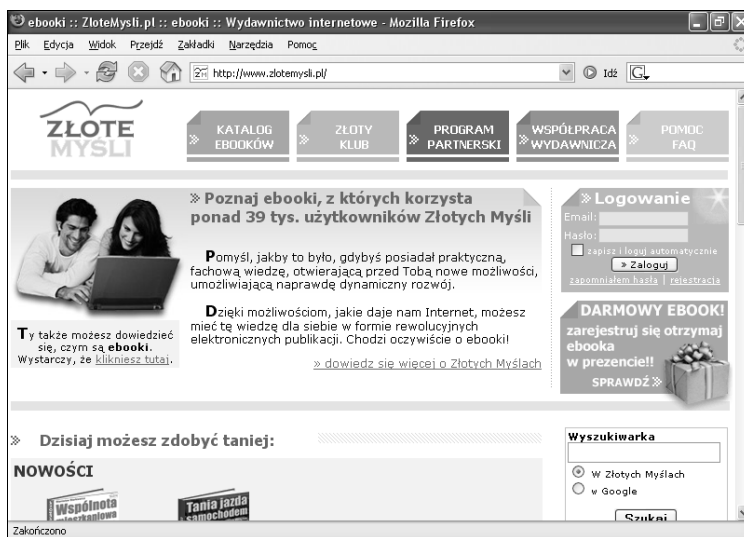 ebooki :: ZloteMysli.pl :: ebooki :: Wydawnictwo internetowe - Mozilla Firefox
Plik Edycja Widok Przejdź Zakładki Narzędzia Pomoc
http://www.zlotemysli.pl/
Idź
ZŁOTE
MYŚLI
» KATALOG
EBOOKÓW
» ZŁOTY
KLUB
» PROGRAM
PARTNERSKI
» WSPÓŁPRACA
WYDAWNICZA
» POMOC
FAQ
» Poznaj ebooki, z których korzysta
ponad 39 tys. użytkowników Złotych Myśli
Pomyśl, jakby to było, gdybyś posiadał praktyczną,
fachową wiedzę, otwierającą przed Tobą nowe możliwości,
umożliwiającą naprawdę dynamiczny rozwój.
Dzięki możliwościom, jakie daje nam Internet, możesz
mieć tę wiedzę dla siebie w formie rewolucyjnych
elektronicznych publikacji. Chodzi oczywiście o ebooki!
» dowiedz się więcej o Złotych Myślach
Ty także możesz dowiedzieć
się, czym są ebooki.
Wystarczy, że klikniesz tutaj.
» Logowanie
Email:
Hasło:
zapisz i loguj automatycznie
» Zaloguj
zapomniałem hasła | rejestracja
DARMOWY EBOOK!
zarejestruj się otrzymaj
ebooka
w prezencie!!
SPRAWDŹ »
» Dzisiaj możesz zdobyć taniej:
NOWOŚCI
Wspólnota
mieszkaniowa
Tania jazda
samochodem
Wyszukiwarka
W Złotych Myślach
w Google
Szukaj
Zakończono